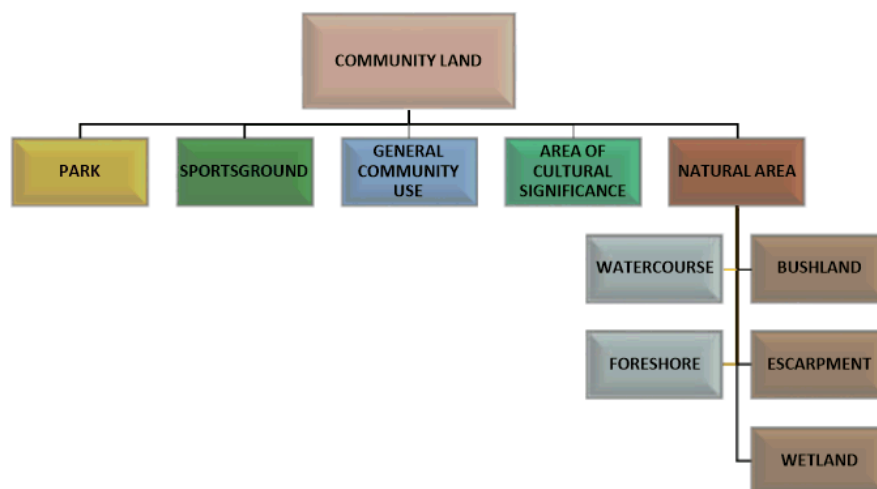 COMMUNITY LAND
PARK
SPORTSGROUND
GENERAL
COMMUNITY
USE
AREA OF
CULTURAL
SIGNIFICANCE
NATURAL AREA
WATERCOURSE
BUSHLAND
FORESHORE
ESCARPMENT
WETLAND